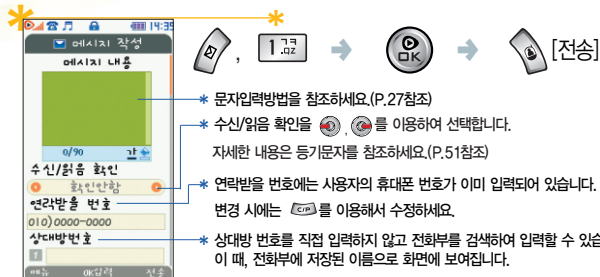 14:35
메시지 작성
메시지 내용
0/90
수신/읽음 확인
확인안함
연락받을 번호
010)0000-0000
상대방번호
1
메뉴 OK입력 전송
, 1 .QZ OK [전송]
문자입력방법을 참조하세요.(P.27참조)
수신/읽음 확인을 , 를 이용하여 선택합니다.
자세한 내용은 등기문자를 참조하세요.(P.51참조)
연락받을 번호에는 사용자의 휴대폰 번호가 이미 입력되어 있습니다.
변경 시에는 C/P 를 이용해서 수정하세요.
상대방 번호를 직접 입력하지 않고 전화부를 검색하여 입력할 수 있습
이 때, 전화부에 저장된 이름으로 화면에 보여집니다.